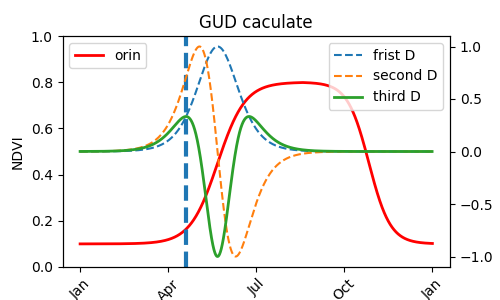 GUD caculate
orin
frist D
second D
third D
NDVI
1.0
0.8
0.6
0.4
0.2
0.0
1.0
0.5
0.0
−0.5
−1.0
Jan
Apr
Jul
Oct
Jan